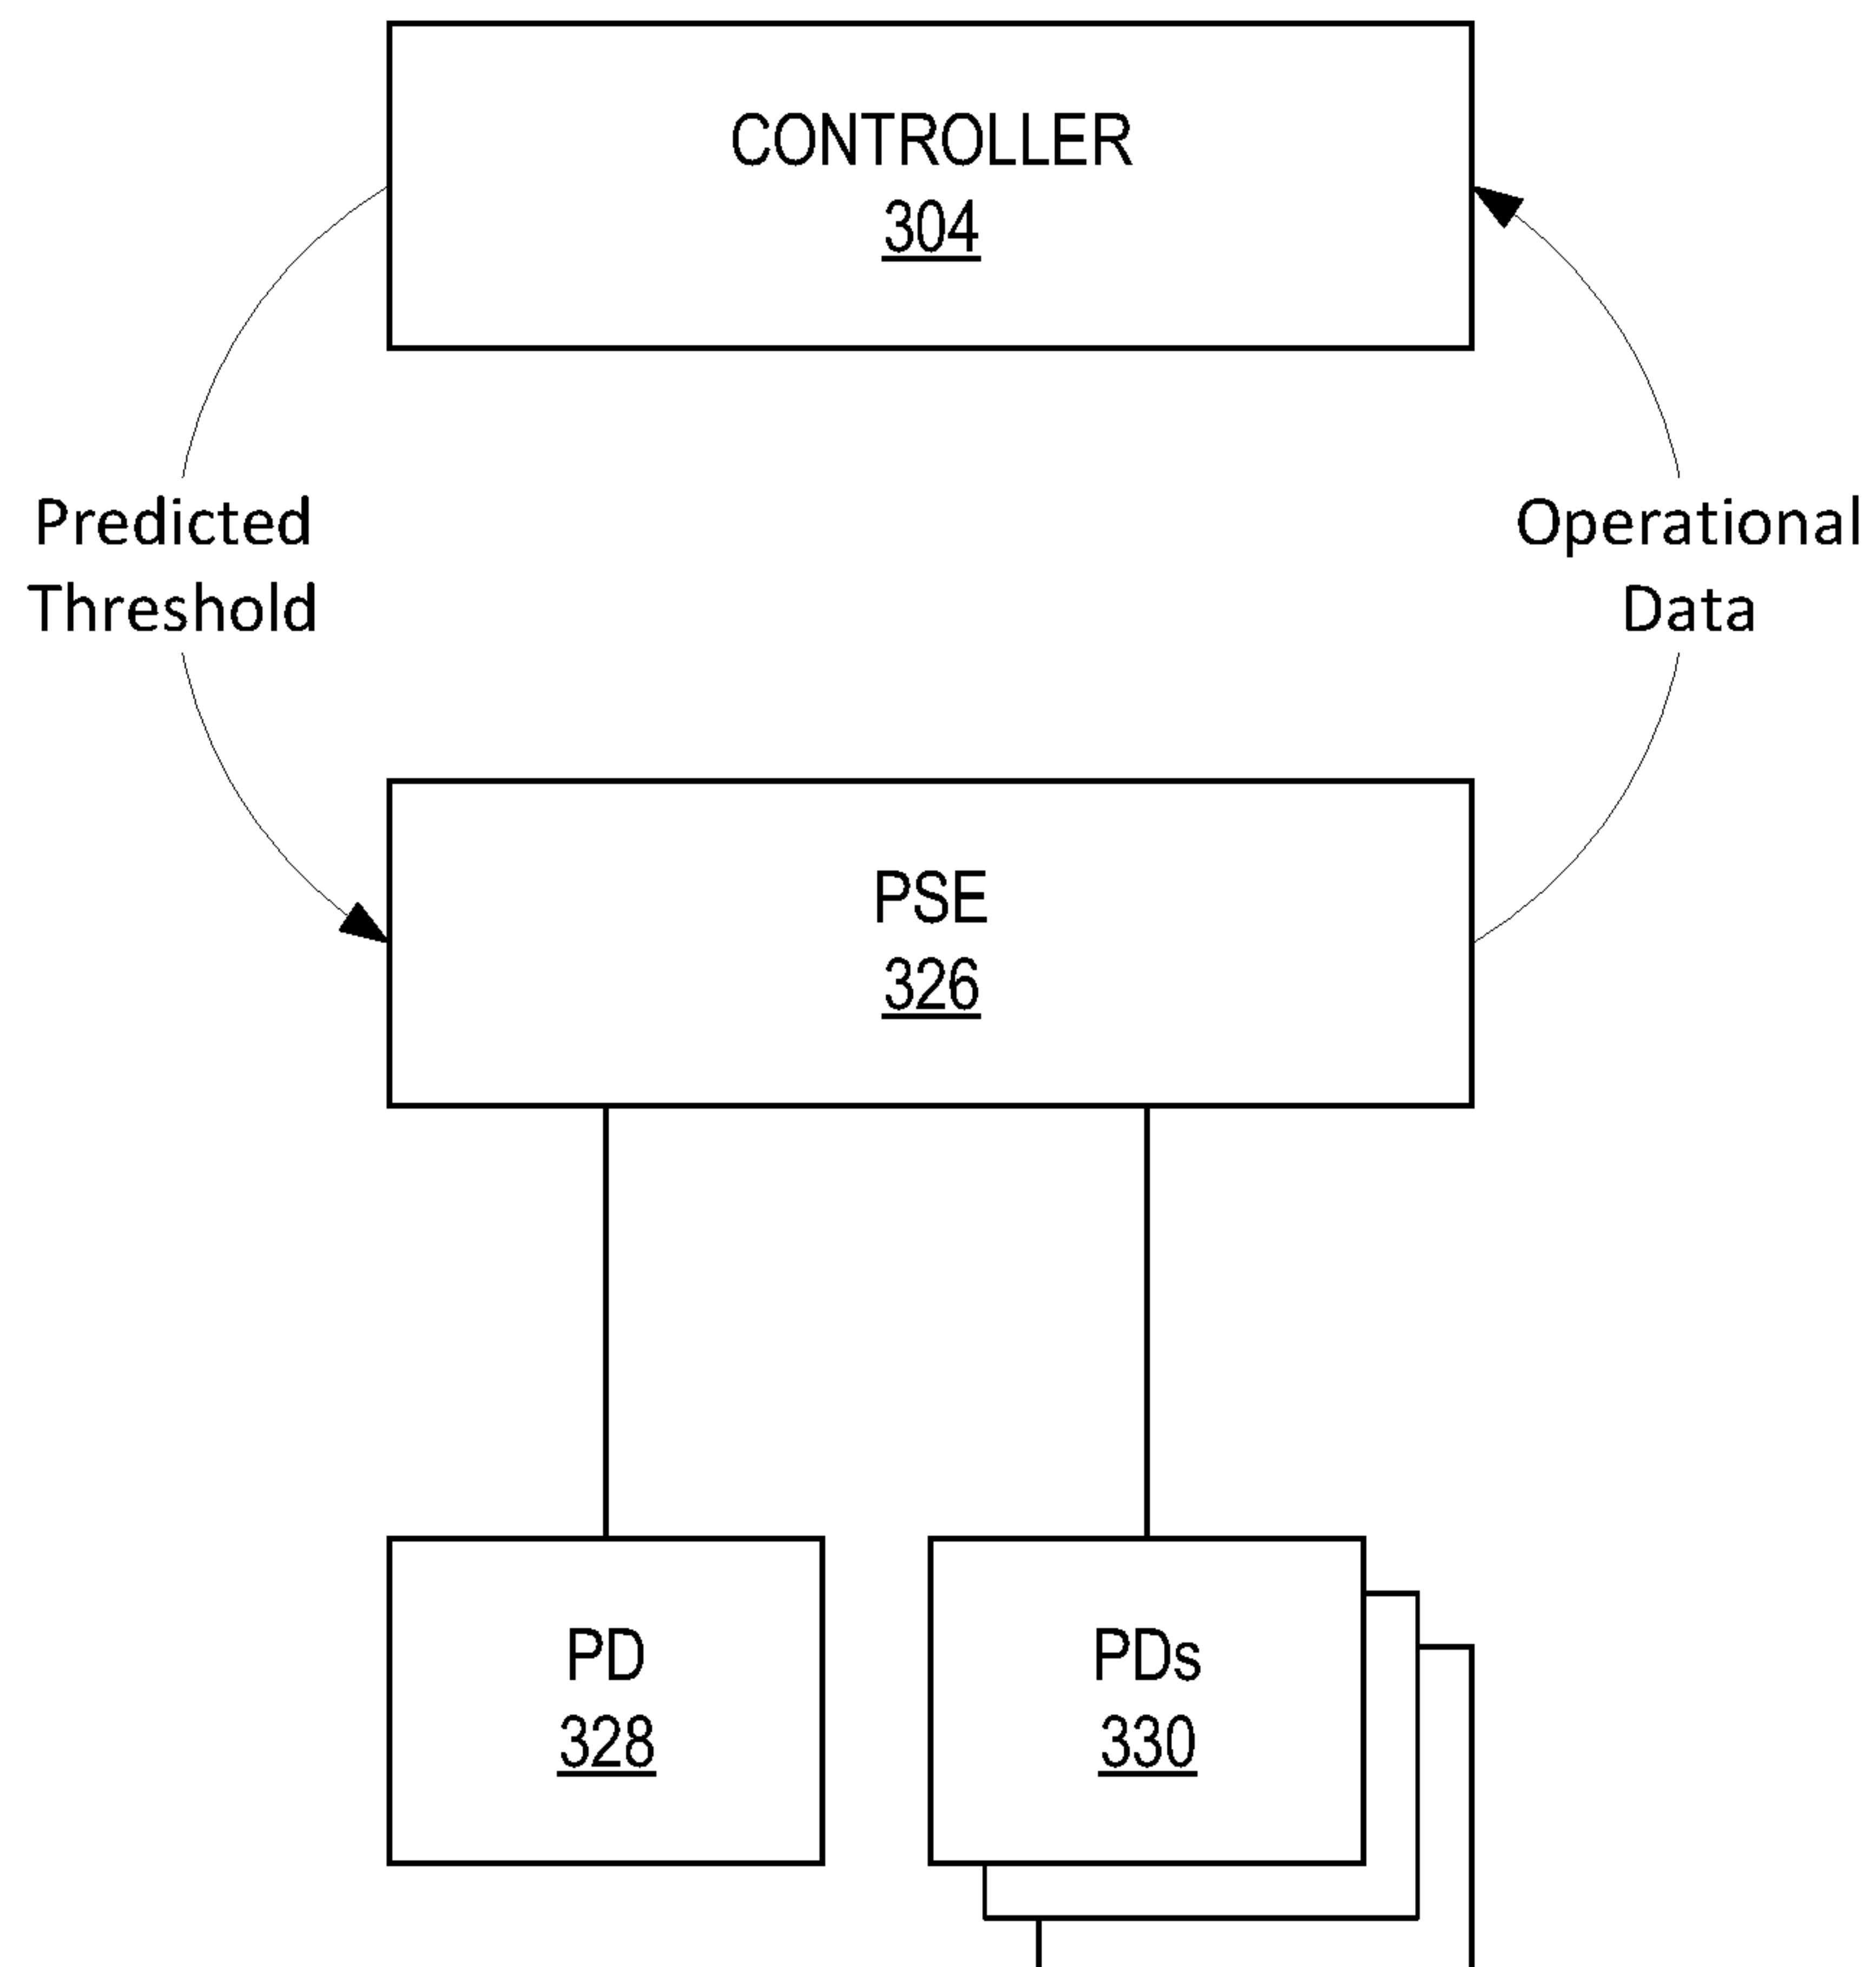 CONTROLLER
304
Predicted
Threshold
Operational
Data
PSE
326
PD
328
PDs
330